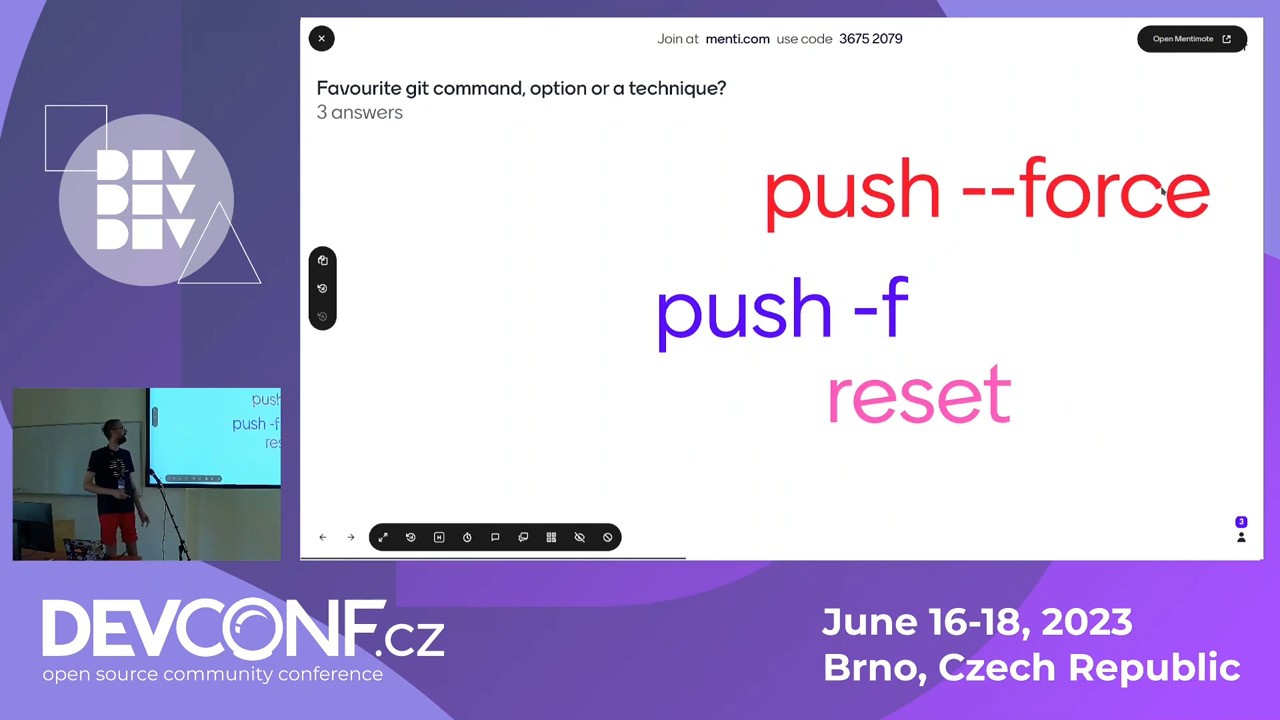 Join at menti.com use code 3675 2079
Open Mentimote
Favourite git command, option or a technique?
3 answers
push --force
push -f
reset
3
DEV
DEV
DEV
push
push -f
res
DEVCONF.cz
open source community conference
June 16-18, 2023
Brno, Czech Republic